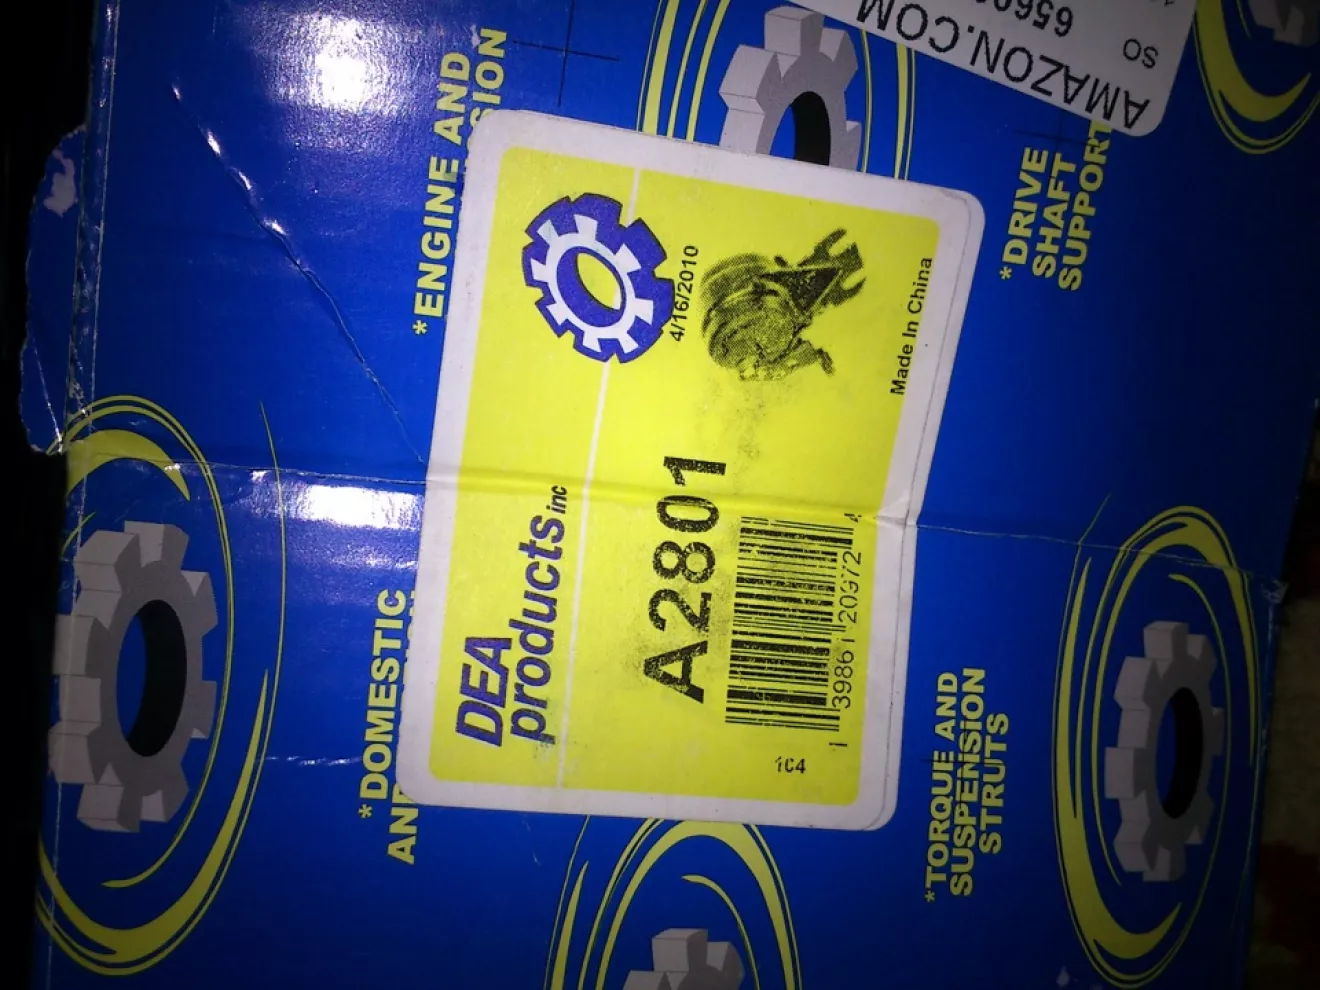 AMAZON.COM
SO
*ENGINE AND
*DRIVE
SHAFT
SUPPORT
4/16/2010
Made In China
DEA
products inc
A2801
104
*DOMESTIC
*TORQUE AND
SUSPENSiON
STRUTS